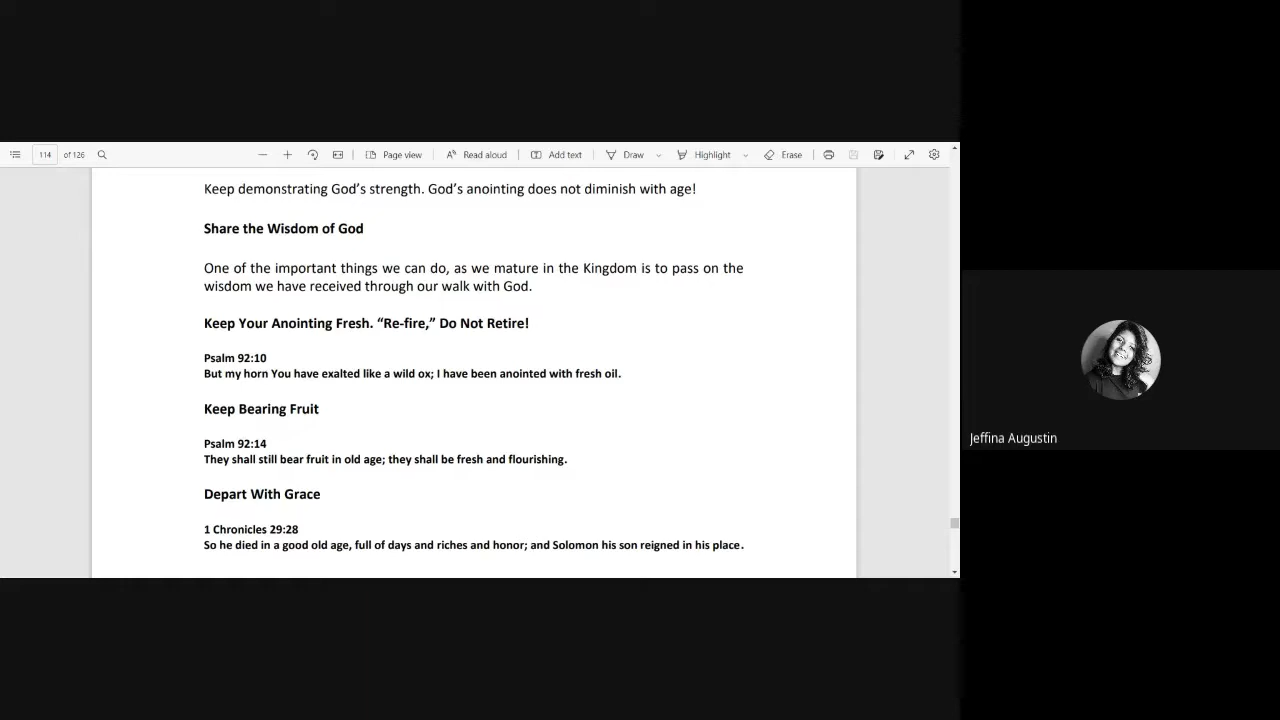 114 of 126 Page view Read aloud Add text Draw Highlight Erase
Keep demonstrating God’s strength. God’s anointing does not diminish with age!
Share the Wisdom of God
One of the important things we can do, as we mature in the Kingdom is to pass on the
wisdom we have received through our walk with God.
Keep Your Anointing Fresh. “Re-fire,” Do Not Retire!
Psalm 92:10
But my horn You have exalted like a wild ox; I have been anointed with fresh oil.
Keep Bearing Fruit
Psalm 92:14
They shall still bear fruit in old age; they shall be fresh and flourishing.
Depart With Grace
1 Chronicles 29:28
So he died in a good old age, full of days and riches and honor; and Solomon his son reigned in his place.
Jeffina Augustin